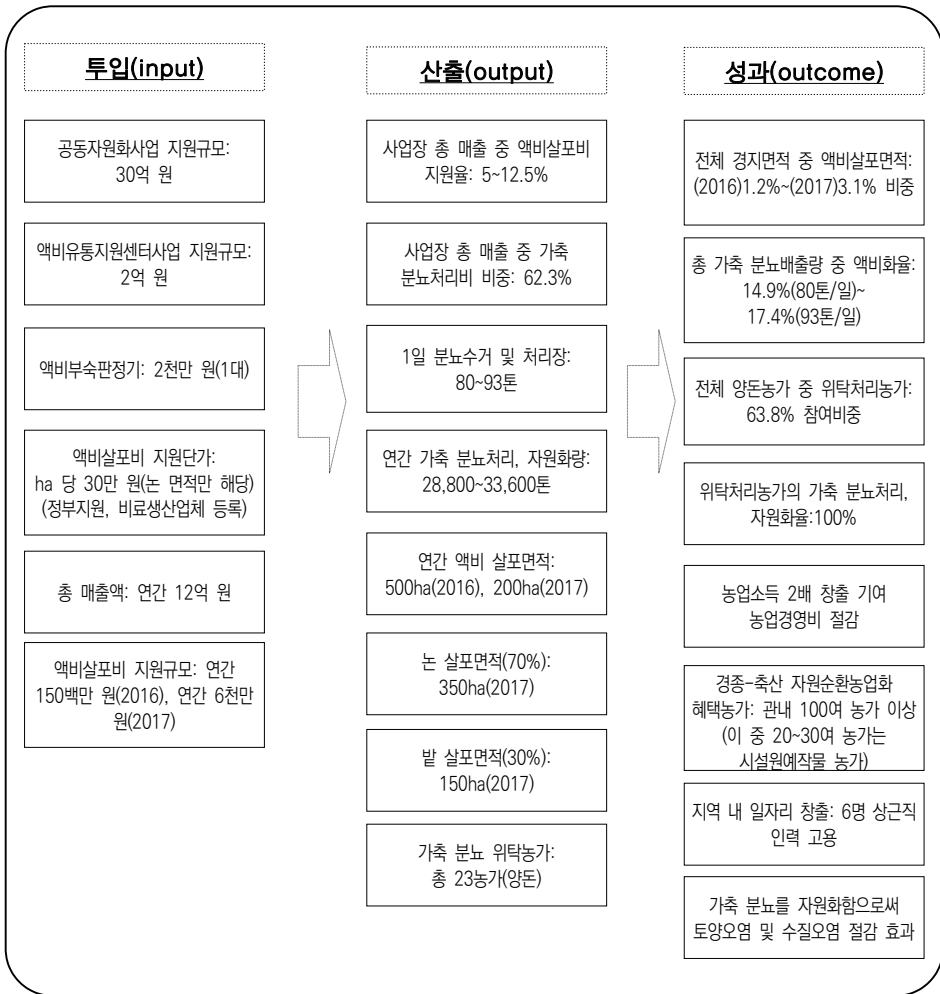 투입(input)
공동자원화사업 지원규모:
30억 원
액비유통지원센터사업 지원규모:
2억 원
액비부숙판정기: 2천만 원(1대)
액비살포비 지원단가:
ha 당 30만 원(논 면적만 해당)
(정부지원, 비료생산업체 등록)
총 매출액: 연간 12억 원
액비살포비 지원규모: 연간
150백만 원(2016), 연간 6천만
원(2017)
산출(output)
사업장 총 매출 중 액비살포비
지원율: 5~12.5%
사업장 총 매출 중 가축
분뇨처리비 비중: 62.3%
1일 분뇨수거 및 처리장:
80~93톤
연간 가축 분뇨처리, 자원화량:
28,800~33,600톤
연간 액비 살포면적:
500ha(2016), 200ha(2017)
논 살포면적(70%):
350ha(2017)
밭 살포면적(30%):
150ha(2017)
가축 분뇨 위탁농가:
총 23농가(양돈)
성과(outcome)
전체 경지면적 중 액비살포면적:
(2016)1.2%~(2017)3.1% 비중
총 가축 분뇨배출량 중 액비화율:
14.9%(80톤/일)~
17.4%(93톤/일)
전체 양돈농가 중 위탁처리농가:
63.8% 참여비중
위탁처리농가의 가축 분뇨처리,
자원화율:100%
농업소득 2배 창출 기여
농업경영비 절감
경종-축산 자원순환농업화
혜택농가: 관내 100여 농가 이상
(이 중 20~30여 농가는
시설원예작물 농가)
지역 내 일자리 창출: 6명 상근직
인력 고용
가축 분뇨를 자원화함으로써
토양오염 및 수질오염 절감 효과